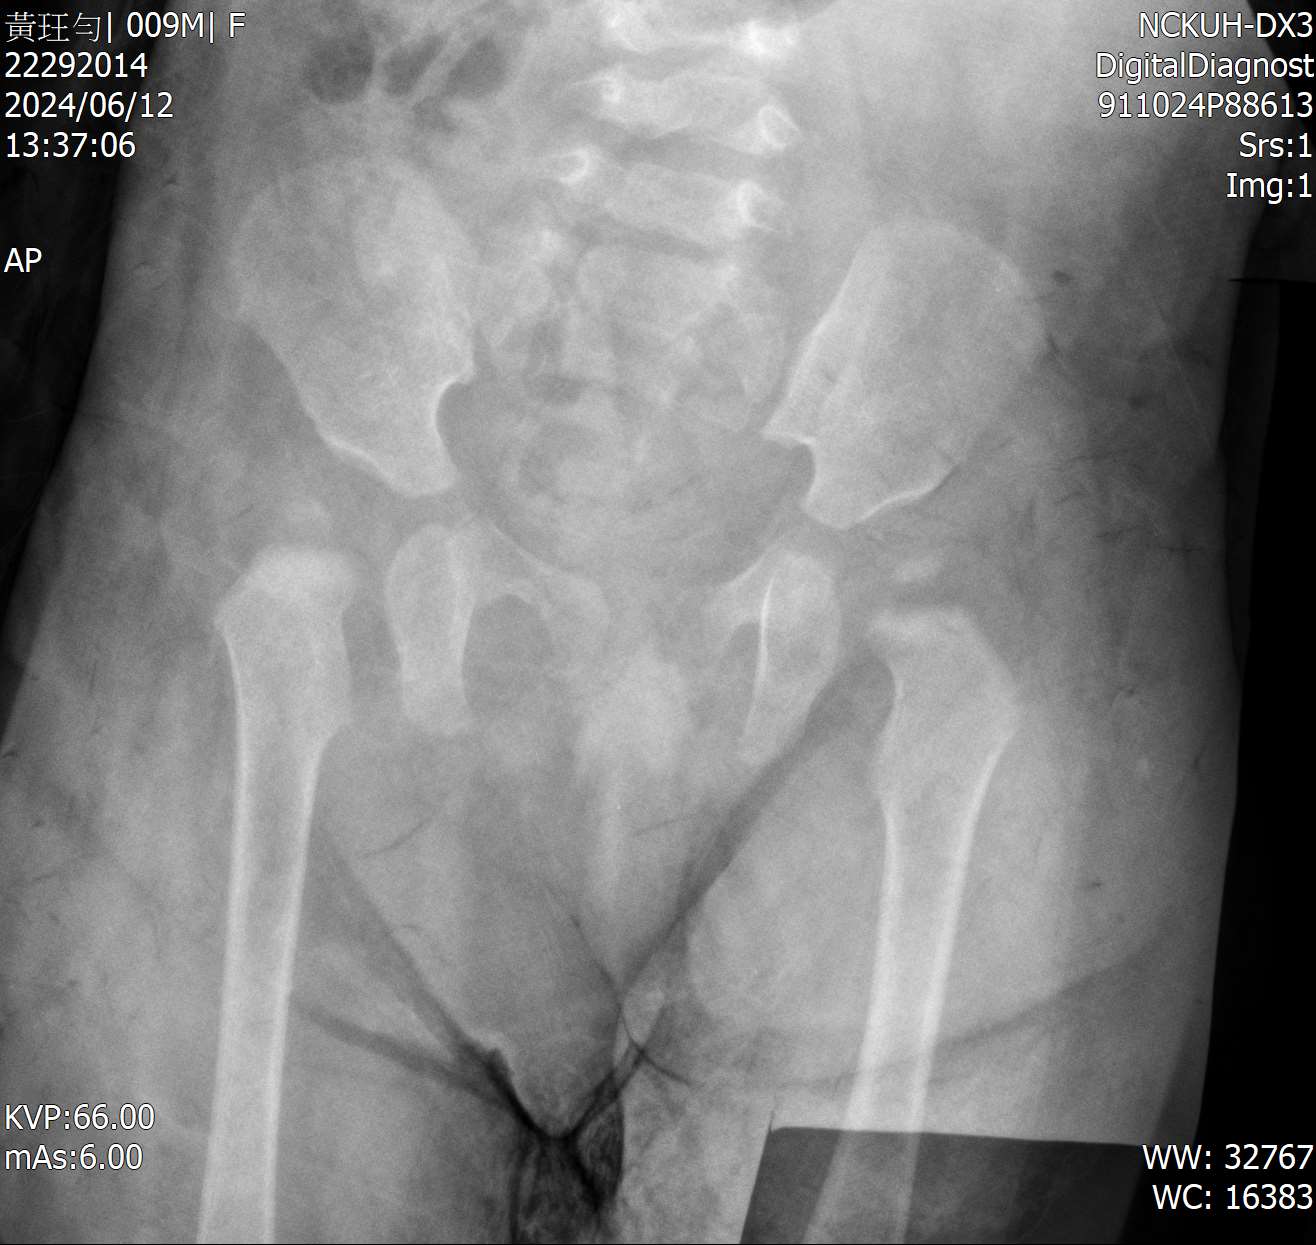 黃玨勻| 009M| F
22292014
2024/06/12
13:37:06
AP
NCKUH-DX3
DigitalDiagnost
911024P88613
Srs:1
Img:1
KVP:66.00
mAs:6.00
WW: 32767
WC: 16383